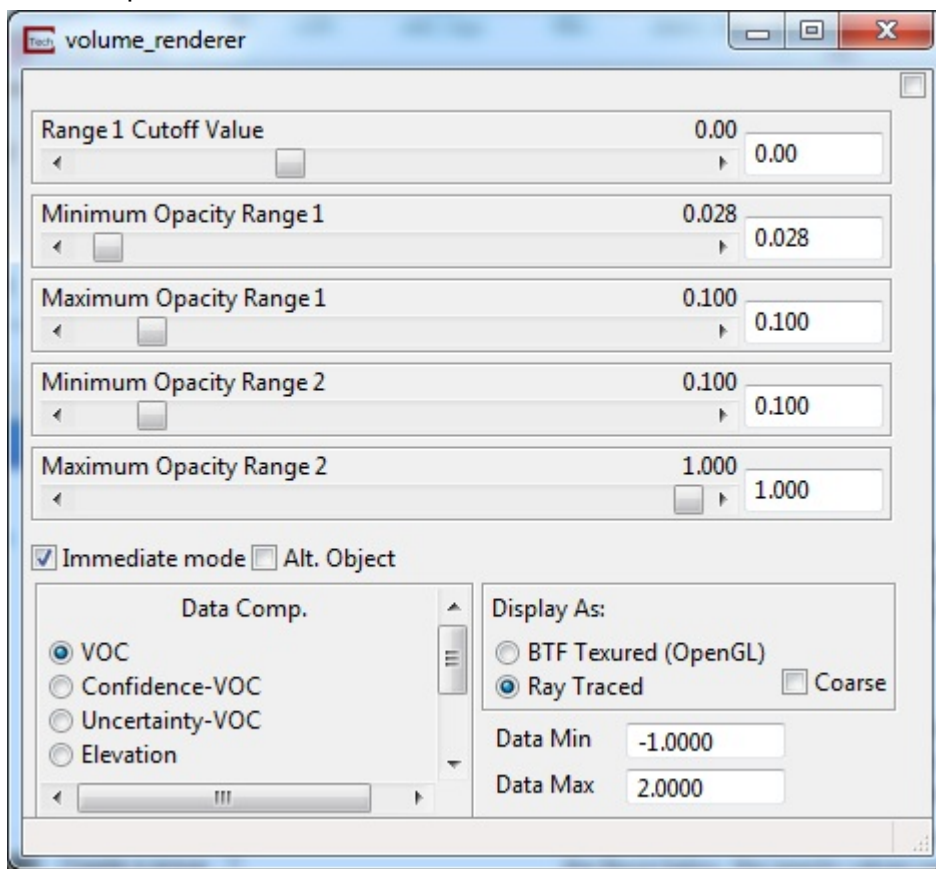 Tech volume_renderer
Range 1 Cutoff Value 0.00
0.00
Minimum Opacity Range 1 0.028
0.028
Maximum Opacity Range 1 0.100
0.100
Minimum Opacity Range 2 0.100
0.100
Maximum Opacity Range 2 1.000
1.000
Immediate mode Alt. Object
Data Comp.
VOC
Confidence-VOC
Uncertainty-VOC
Elevation
Display As:
BTF Texured (OpenGL)
Ray Traced Coarse
Data Min -1.0000
Data Max 2.0000